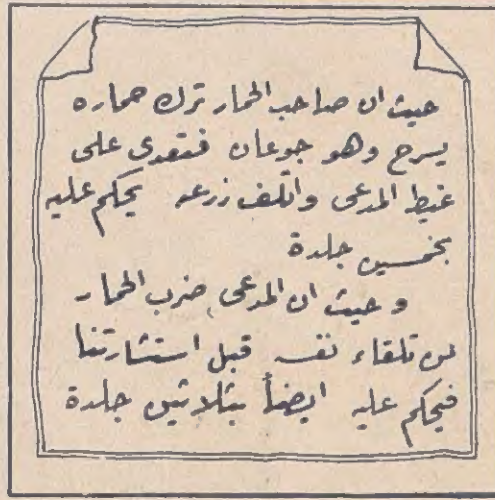 حيث ان صاحب الحمار ترك حماره
يسرح وهو جوعان فتعدى على
غيط المدعى واتلف زرعه يحكم عليه
بخمسين جلدة
وحيث ان المدعى ضرب الحمار
من تلقاء نفسه قبل استشارتنا
فيحكم عليه ايضاً بثلاثين جلدة